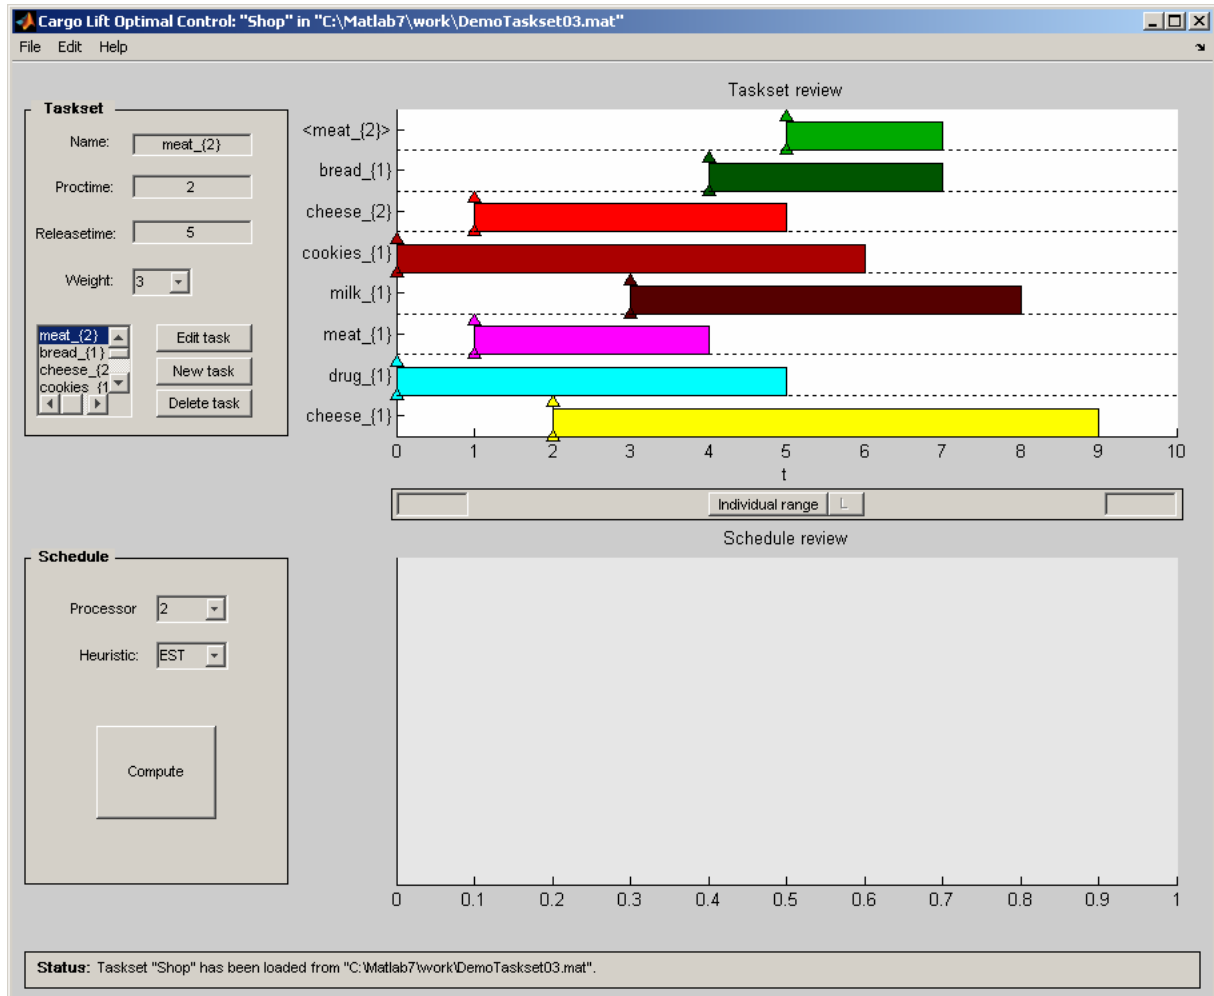 Cargo Lift Optimal Control: "Shop" in "C:\Matlab7\work\DemoTaskset03.mat"
File Edit Help
Taskset
Name: meat_{2}
Proctime: 2
Releasetime: 5
Weight: 3
meat_{2}
bread_{1}
cheese_{2
cookies_{1
Edit task
New task
Delete task
Taskset review
<meat_{2}>
bread_{1}
cheese_{2}
cookies_{1}
milk_{1}
meat_{1}
drug_{1}
cheese_{1}
0 1 2 3 4 5 6 7 8 9 10
t
Individual range L
Schedule
Processor 2
Heuristic: EST
Compute
Schedule review
0 0.1 0.2 0.3 0.4 0.5 0.6 0.7 0.8 0.9 1
Status: Taskset "Shop" has been loaded from "C:\Matlab7\work\DemoTaskset03.mat".